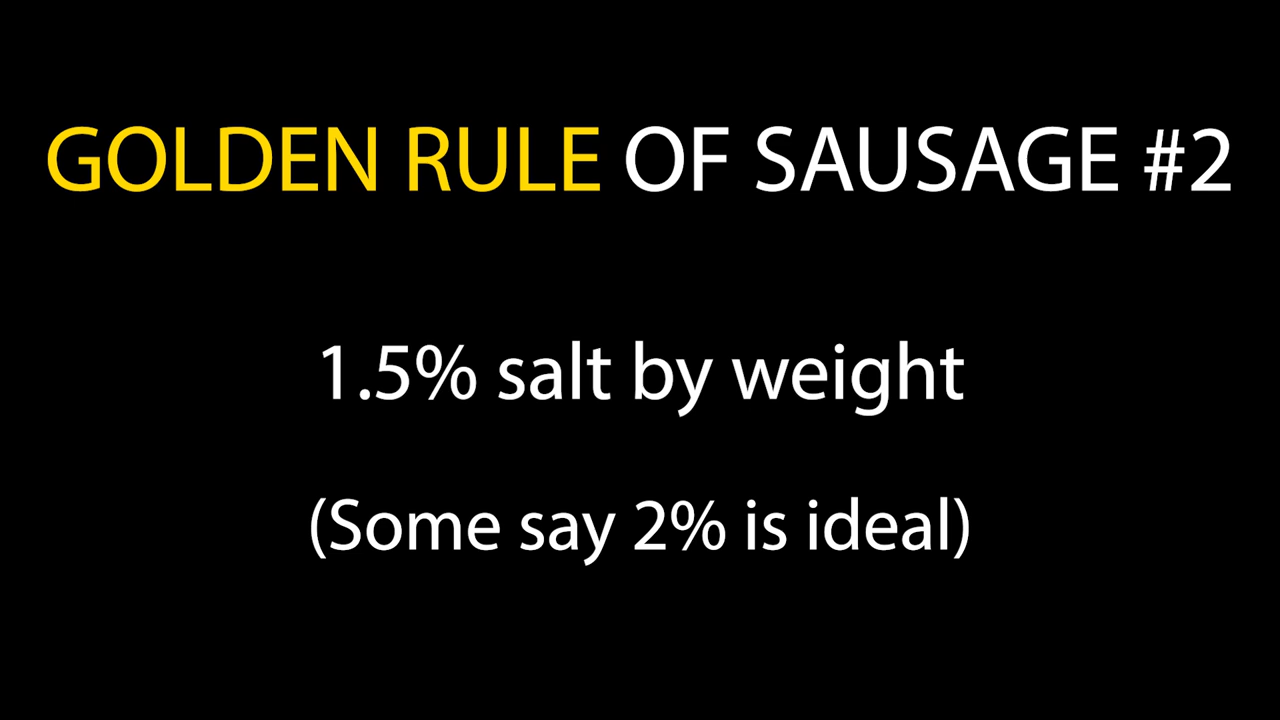 GOLDEN RULE OF SAUSAGE #2
1.5% salt by weight
(Some say 2% is ideal)